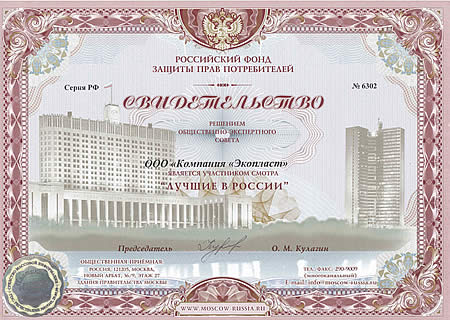 РОССИЙСКИЙ ФОНД
ЗАЩИТЫ ПРАВ ПОТРЕБИТЕЛЕЙ
Серия РФ
№ 6302
СВИДЕТЕЛЬСТВО
РЕШЕНИЕМ
ОБЩЕСТВЕННО-ЭКСПЕРТНОГО
СОВЕТА
ООО «Компания «Экопласт»
ЯВЛЯЕТСЯ УЧАСТНИКОМ СМОТРА
"ЛУЧШИЕ В РОССИИ"
Председатель
О. М. Кулагин
ОБЩЕСТВЕННАЯ ПРИЁМНАЯ
РОССИЯ, 121205, МОСКВА,
НОВЫЙ АРБАТ, 36/9, ЭТАЖ 27
ЗДАНИЯ ПРАВИТЕЛЬСТВА МОСКВЫ
ТЕЛ./ФАКС: 290-9009
(многоканальный)
E-mail: info@moscow-russia.ru
WWW.MOSCOW-RUSSIA.RU